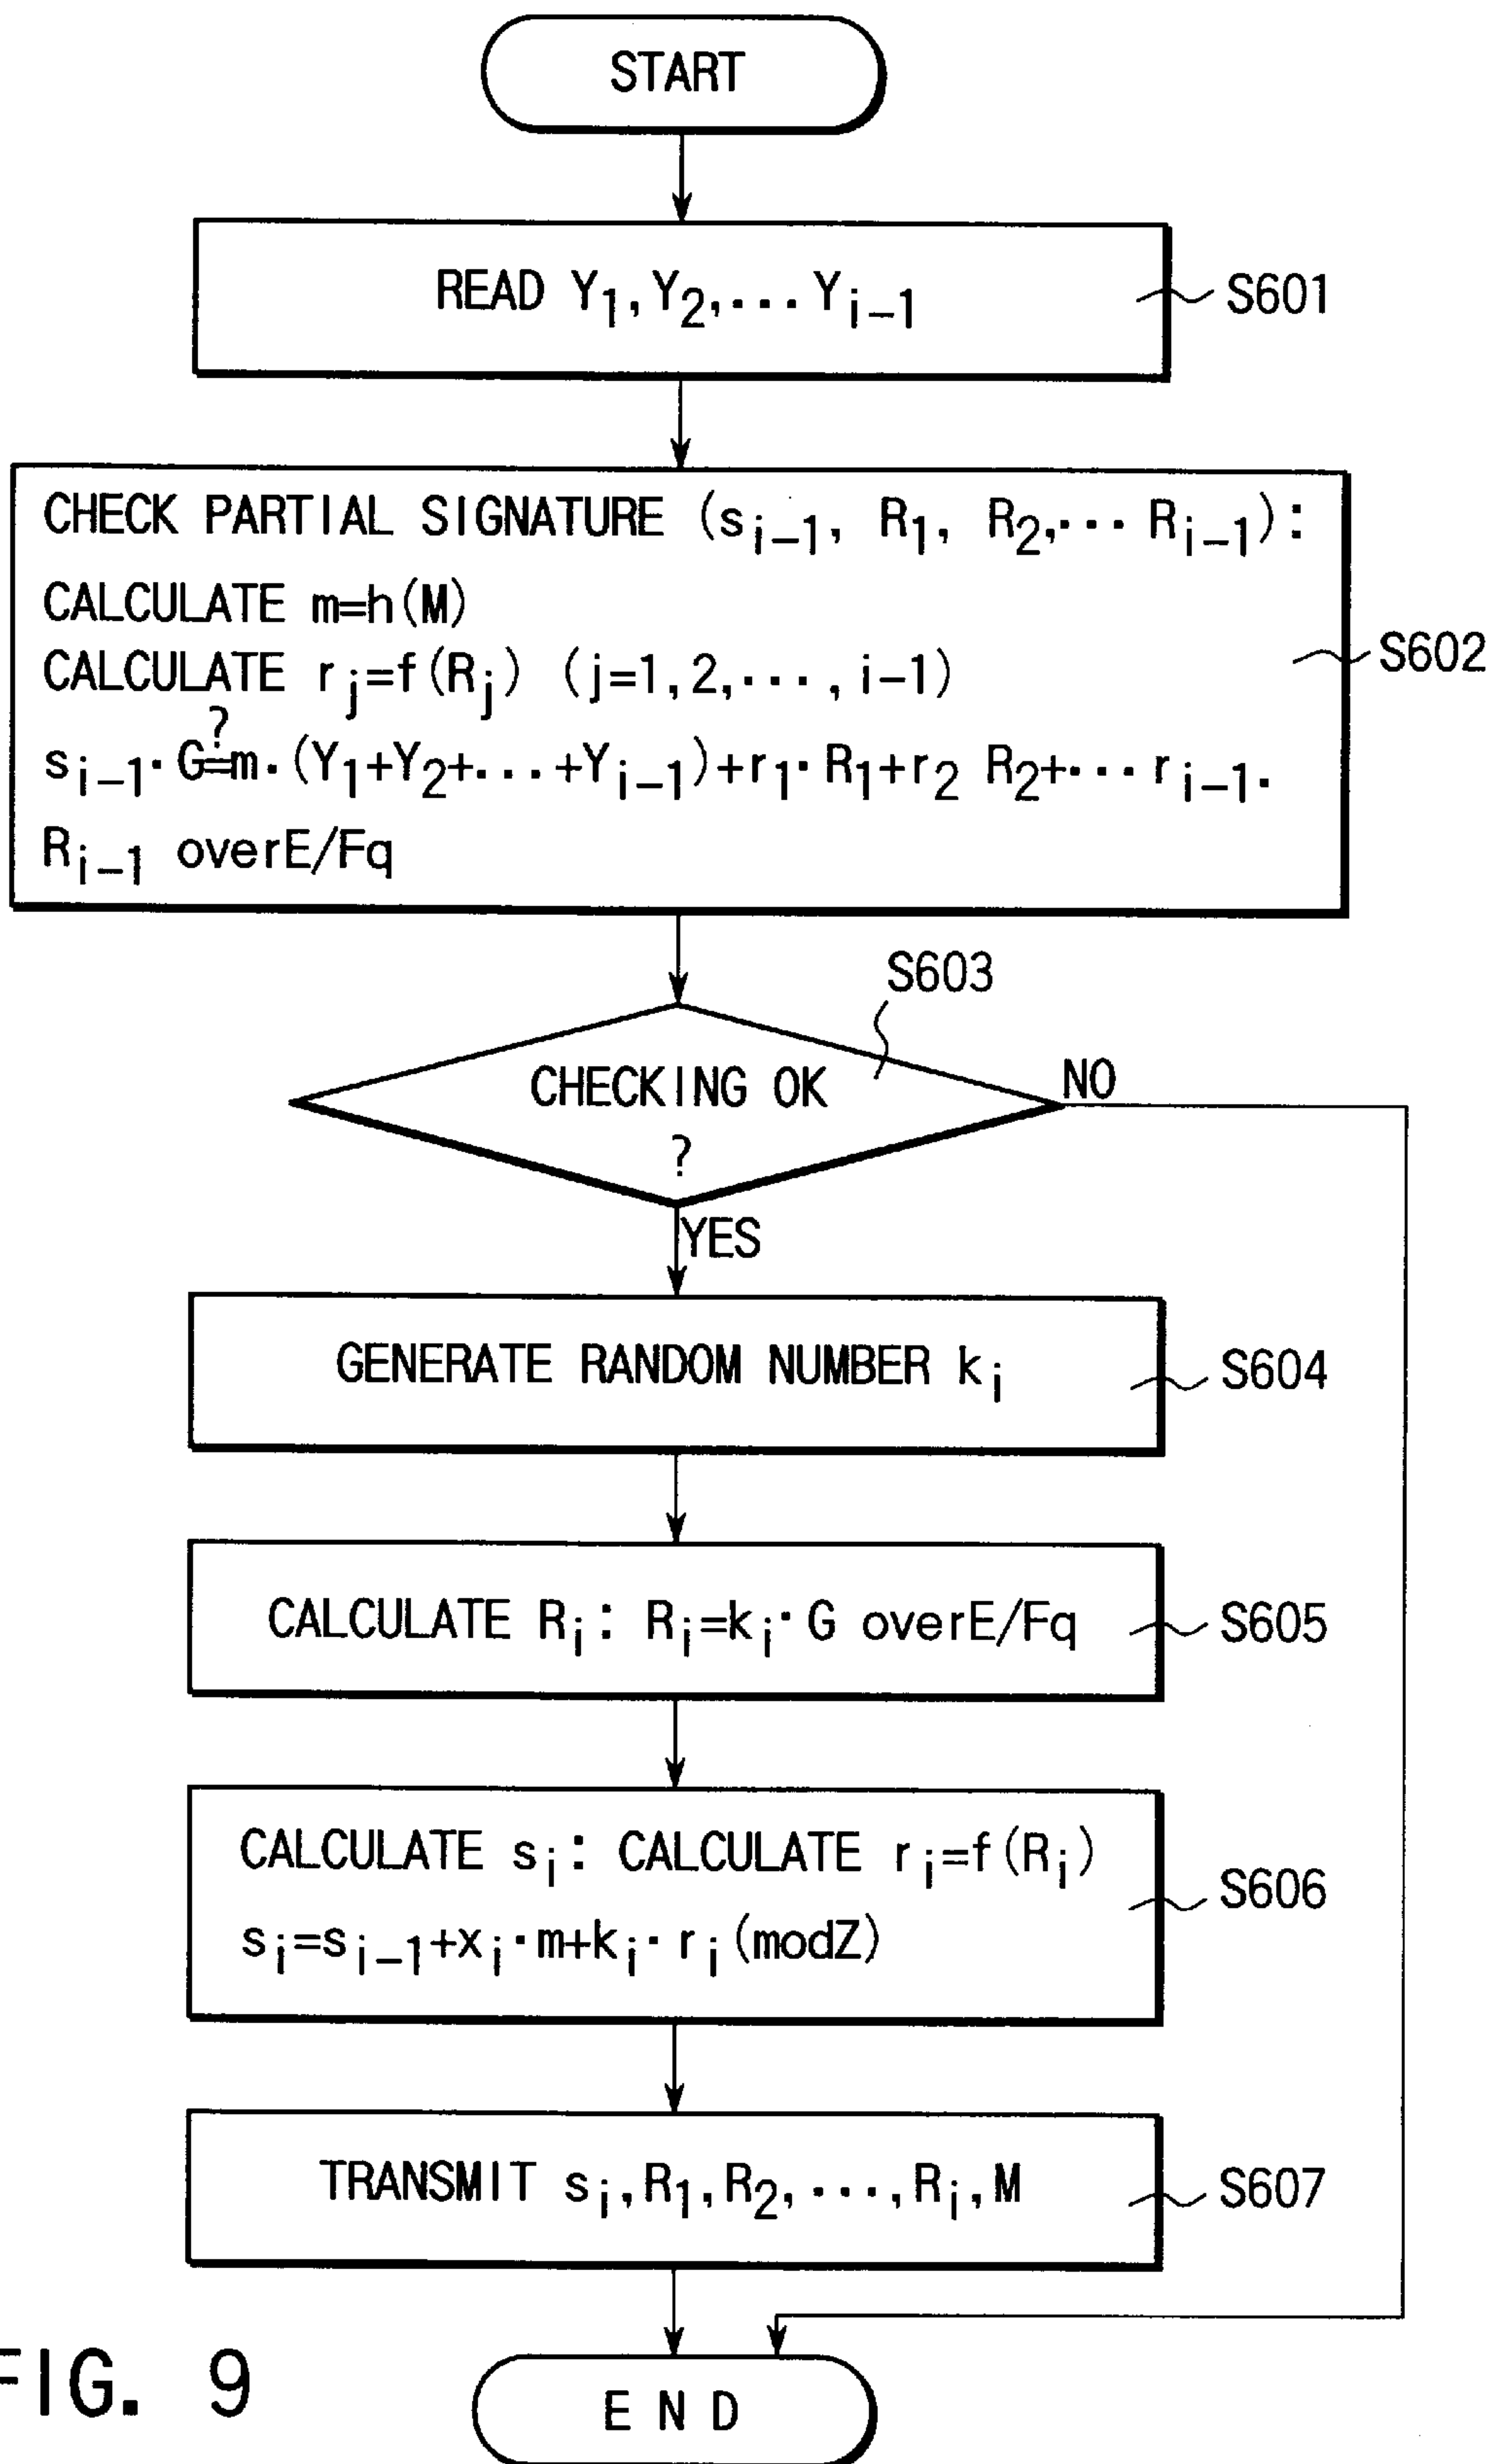 START
READ Y₁, Y₂,... Yᵢ₋₁
S601
CHECK PARTIAL SIGNATURE (sᵢ₋₁, R₁, R₂,... Rᵢ₋₁):
CALCULATE m=h(M)
CALCULATE rⱼ=f(Rⱼ) (j=1,2,..., i-1)
S602
?
sᵢ₋₁· G=m·(Y₁+Y₂+...+Yᵢ₋₁)+r₁·R₁+r₂ R₂+...rᵢ₋₁·
Rᵢ₋₁ overE/Fq
S603
CHECKING OK
?
NO
YES
GENERATE RANDOM NUMBER kᵢ
S604
CALCULATE Rᵢ: Rᵢ=kᵢ·G overE/Fq
S605
CALCULATE sᵢ: CALCULATE rᵢ=f(Rᵢ)
sᵢ=sᵢ₋₁+xᵢ·m+kᵢ·rᵢ(modZ)
S606
TRANSMIT sᵢ,R₁,R₂,...,Rᵢ,M
S607
FIG. 9
END